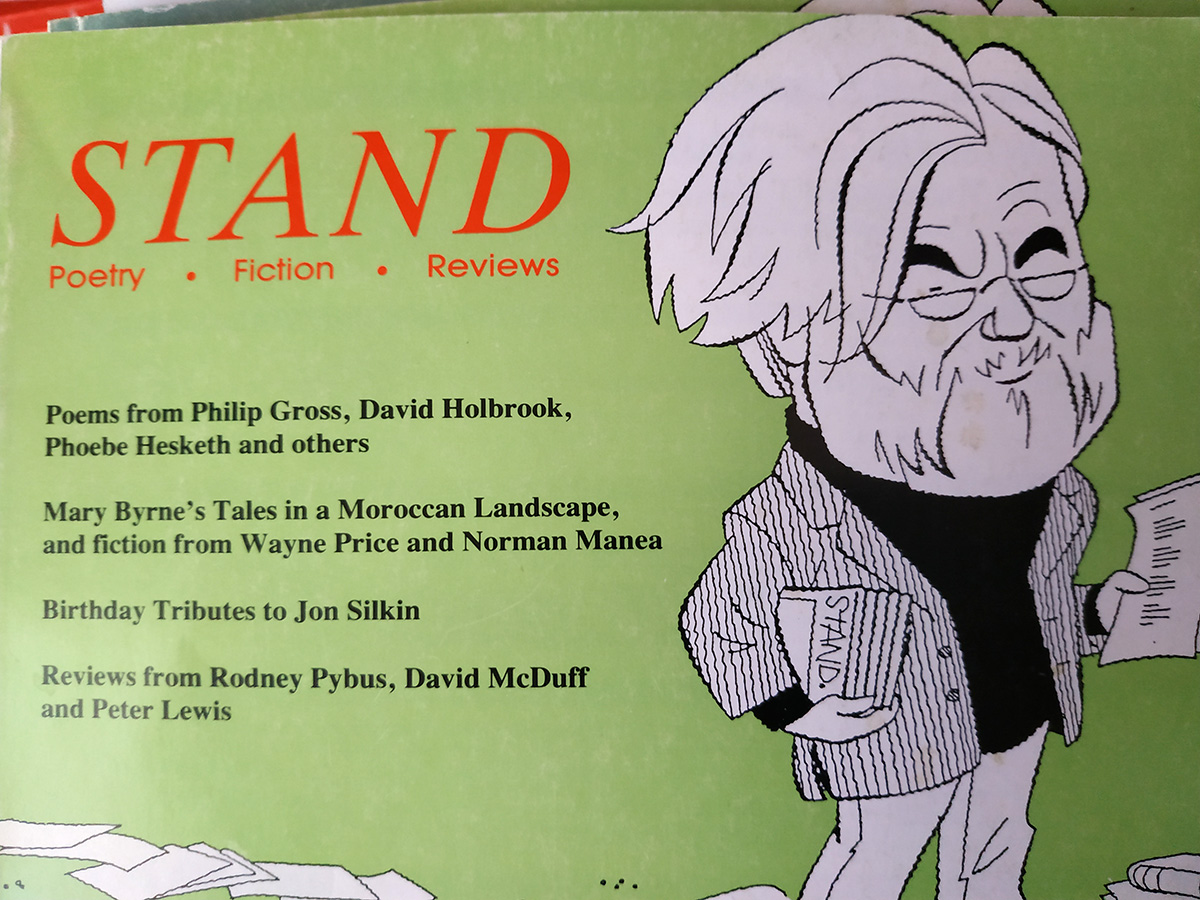 STAND
Poetry • Fiction • Reviews
Poems from Philip Gross, David Holbrook,
Phoebe Hesketh and others
Mary Byrne's Tales in a Moroccan Landscape,
and fiction from Wayne Price and Norman Manea
Birthday Tributes to Jon Silkin
Reviews from Rodney Pybus, David McDuff
and Peter Lewis
STAND.